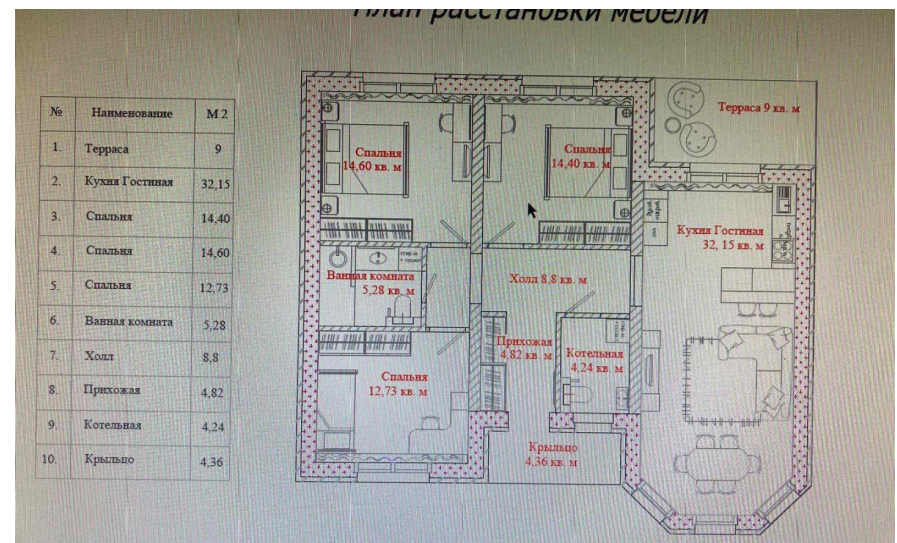 План расстановки мебели
№ Наименование М 2
1. Терраса 9
2. Кухня Гостиная 32,15
3. Спальня 14,40
4. Спальня 14,60
5. Спальня 12,73
6. Ванная комната 5,28
7. Холл 8,8
8. Прихожая 4,82
9. Котельная 4,24
10. Крыльцо 4,36
Терраса 9 кв. м
Спальня
14,60 кв. м
Спальня
14,40 кв. м
Кухня Гостиная
32, 15 кв. м
Ванная комната
5,28 кв. м
Холл 8,8 кв. м
Прихожая
4,82 кв. м
Котельная
4,24 кв. м
Спальня
12,73 кв. м
Крыльцо
4,36 кв. м